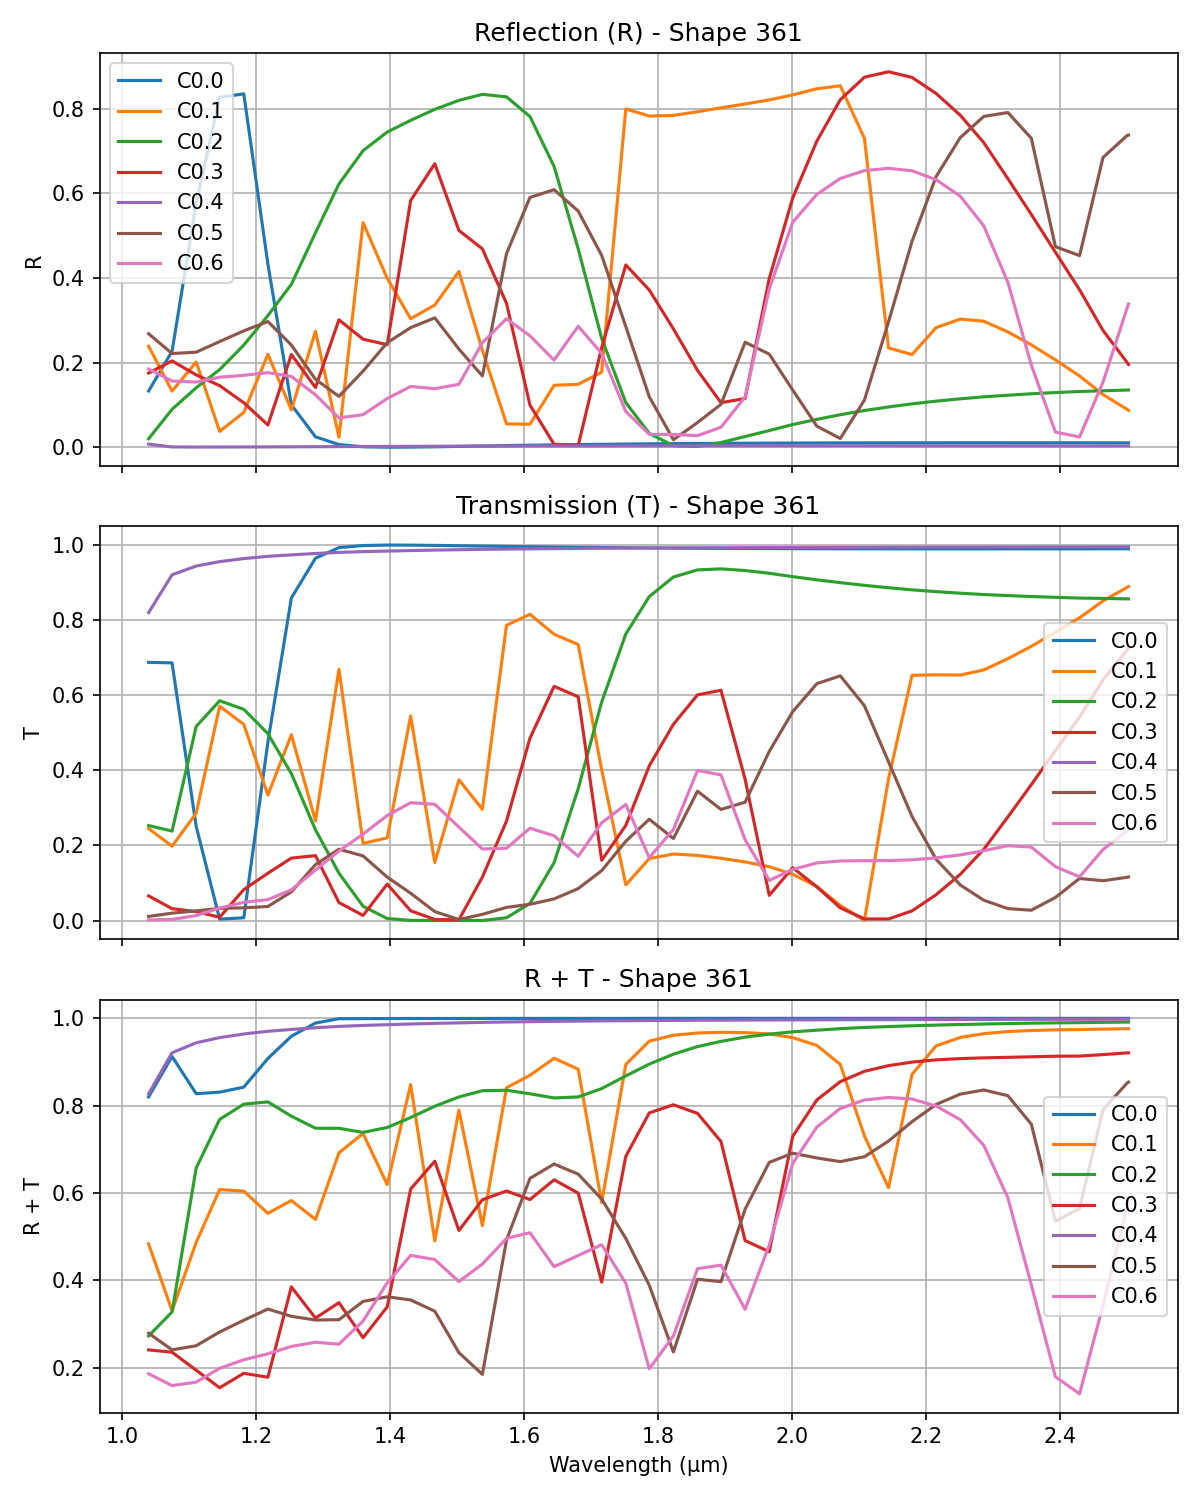 Reflection (R) - Shape 361
R
0.8
0.6
0.4
0.2
0.0
C0.0
C0.1
C0.2
C0.3
C0.4
C0.5
C0.6
Transmission (T) - Shape 361
T
1.0
0.8
0.6
0.4
0.2
0.0
C0.0
C0.1
C0.2
C0.3
C0.4
C0.5
C0.6
R + T - Shape 361
R + T
1.0
0.8
0.6
0.4
0.2
C0.0
C0.1
C0.2
C0.3
C0.4
C0.5
C0.6
1.0 1.2 1.4 1.6 1.8 2.0 2.2 2.4
Wavelength (μm)